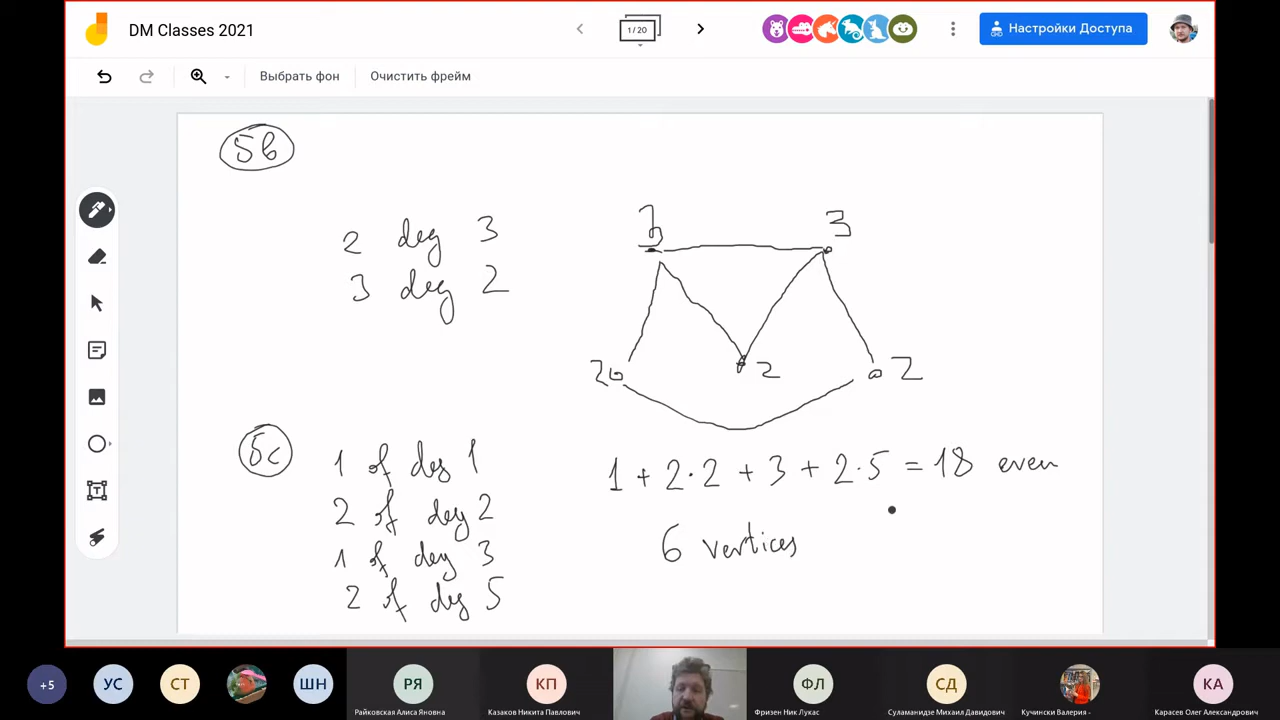 DM Classes 2021
1 / 20
Настройки Доступа
Выбрать фон
Очистить фрейм
5b
2 deg 3
3 deg 2
3
3
2
2
2
5c
1 of deg 1
2 of deg 2
1 of deg 3
2 of deg 5
1 + 2·2 + 3 + 2·5 = 18 even
6 vertices
+5
УС
СТ
ШН
РЯ
КП
ФЛ
СД
КА
Райковская Алиса Яновна
Казаков Никита Павлович
Фризен Ник Лукас
Суламанидзе Михаил Давидович
Кучински Валерия -
Карасев Олег Александрович